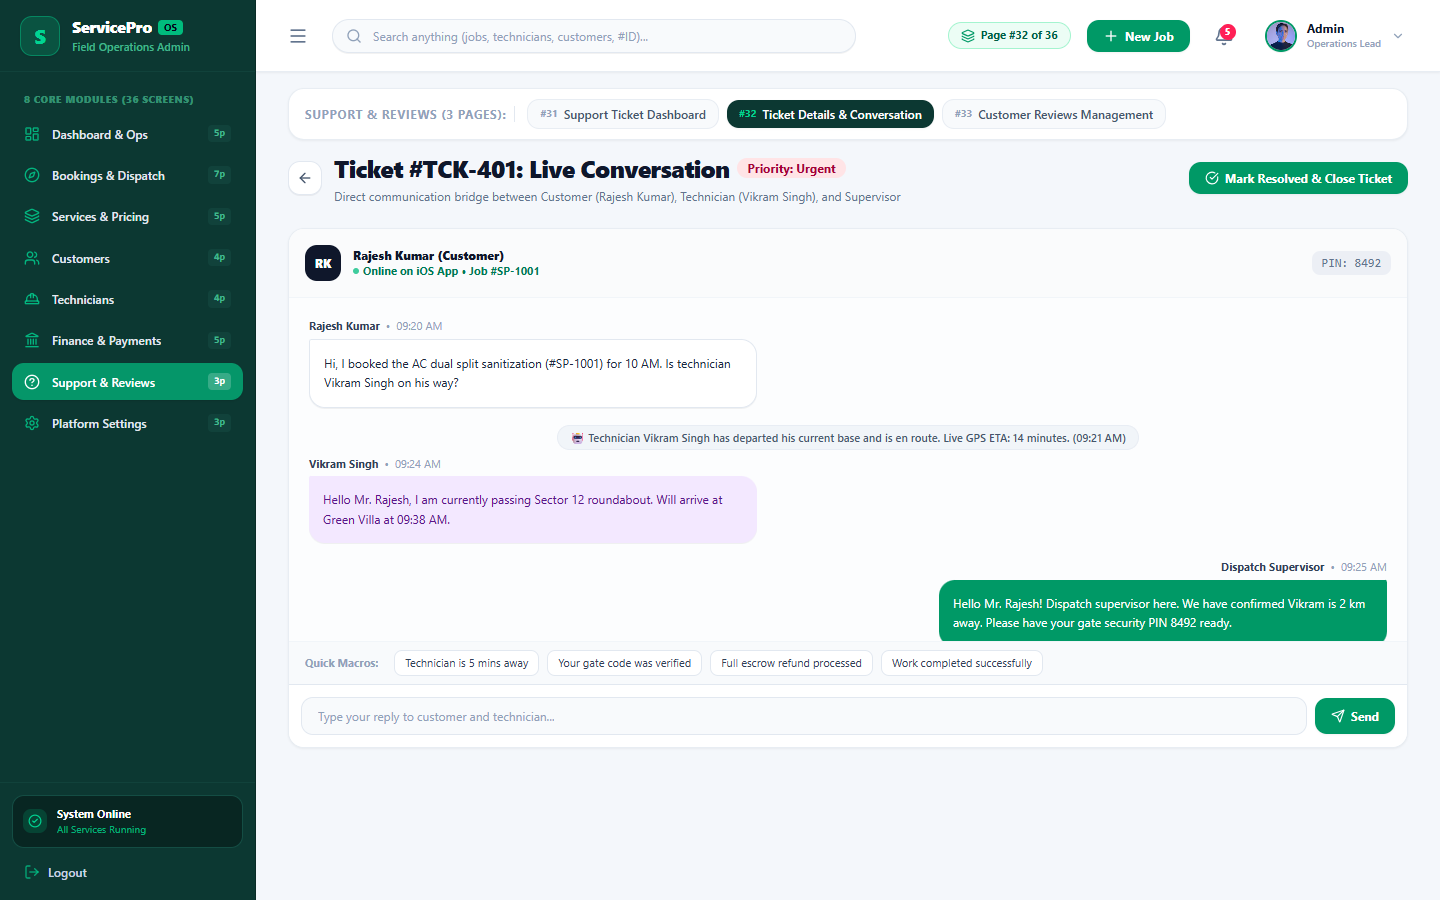 S
ServicePro OS
Field Operations Admin
8 CORE MODULES (36 SCREENS)
Dashboard & Ops 5p
Bookings & Dispatch 7p
Services & Pricing 5p
Customers 4p
Technicians 4p
Finance & Payments 5p
Support & Reviews 3p
Platform Settings 3p
System Online
All Services Running
Logout
Search anything (jobs, technicians, customers, #ID)...
Page #32 of 36
New Job
5
Admin
Operations Lead
SUPPORT & REVIEWS (3 PAGES):
#31 Support Ticket Dashboard
#32 Ticket Details & Conversation
#33 Customer Reviews Management
Ticket #TCK-401: Live Conversation
Priority: Urgent
Direct communication bridge between Customer (Rajesh Kumar), Technician (Vikram Singh), and Supervisor
Mark Resolved & Close Ticket
RK
Rajesh Kumar (Customer)
Online on iOS App • Job #SP-1001
PIN: 8492
Rajesh Kumar • 09:20 AM
Hi, I booked the AC dual split sanitization (#SP-1001) for 10 AM. Is technician
Vikram Singh on his way?
Technician Vikram Singh has departed his current base and is en route. Live GPS ETA: 14 minutes. (09:21 AM)
Vikram Singh • 09:24 AM
Hello Mr. Rajesh, I am currently passing Sector 12 roundabout. Will arrive at
Green Villa at 09:38 AM.
Dispatch Supervisor • 09:25 AM
Hello Mr. Rajesh! Dispatch supervisor here. We have confirmed Vikram is 2 km
away. Please have your gate security PIN 8492 ready.
Quick Macros:
Technician is 5 mins away
Your gate code was verified
Full escrow refund processed
Work completed successfully
Type your reply to customer and technician...
Send